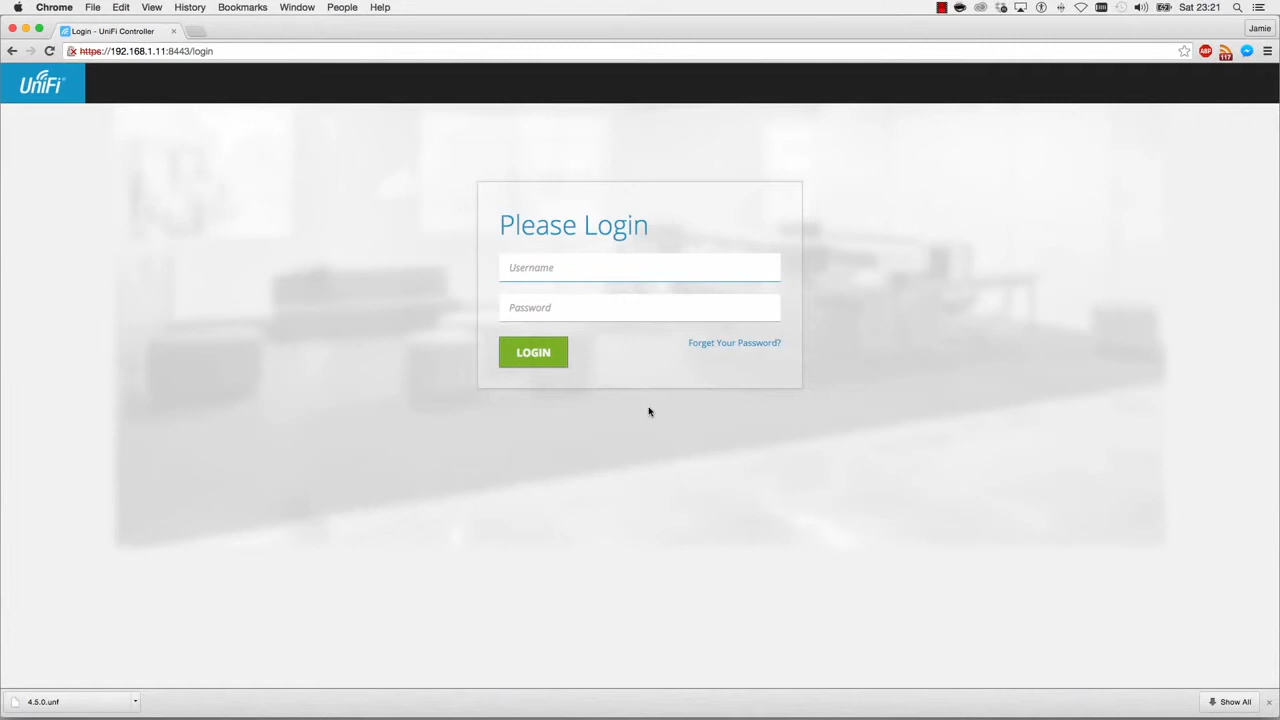 Chrome File Edit View History Bookmarks Window People Help Sat 23:21
Login - UniFi Controller Jamie
https://192.168.1.11:8443/login ABP 117
UniFi
Please Login
Username
Password
LOGIN Forget Your Password?
4.5.0.unf Show All